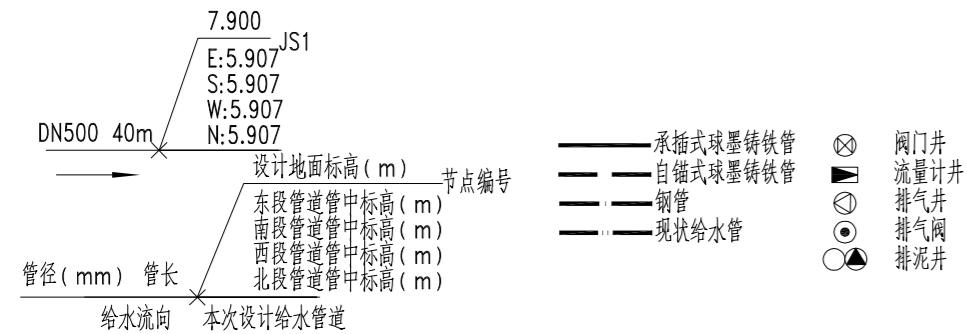 7.900
JS1
E:5.907
S:5.907
W:5.907
N:5.907
DN500 40m
设计地面标高(m)
节点编号
东段管道管中标高(m)
南段管道管中标高(m)
西段管道管中标高(m)
北段管道管中标高(m)
管径(mm) 管长
给水流向 本次设计给水管道
承插式球墨铸铁管
自锚式球墨铸铁管
钢管
现状给水管
阀门井
流量计井
排气井
排气阀
排泥井